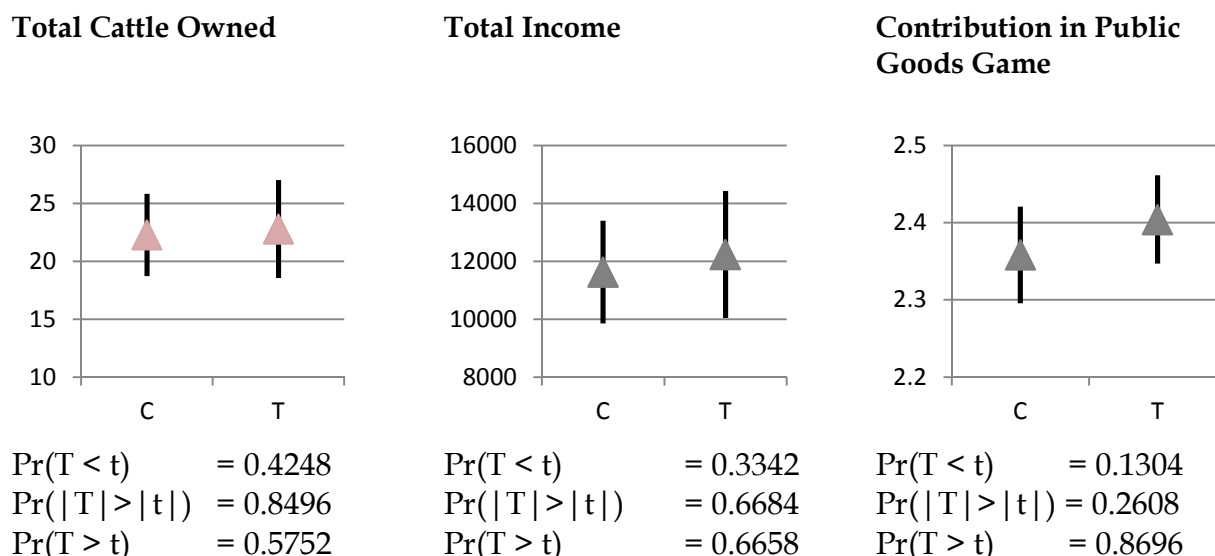 Total Cattle Owned
30
25
20
15
10
C T
Pr(T < t) = 0.4248
Pr(|T|>|t|) = 0.8496
Pr(T > t) = 0.5752
Total Income
16000
14000
12000
10000
8000
C T
Pr(T < t) = 0.3342
Pr(|T|>|t|) = 0.6684
Pr(T > t) = 0.6658
Contribution in Public
Goods Game
2.5
2.4
2.3
2.2
C T
Pr(T < t) = 0.1304
Pr(|T|>|t|) = 0.2608
Pr(T > t) = 0.8696